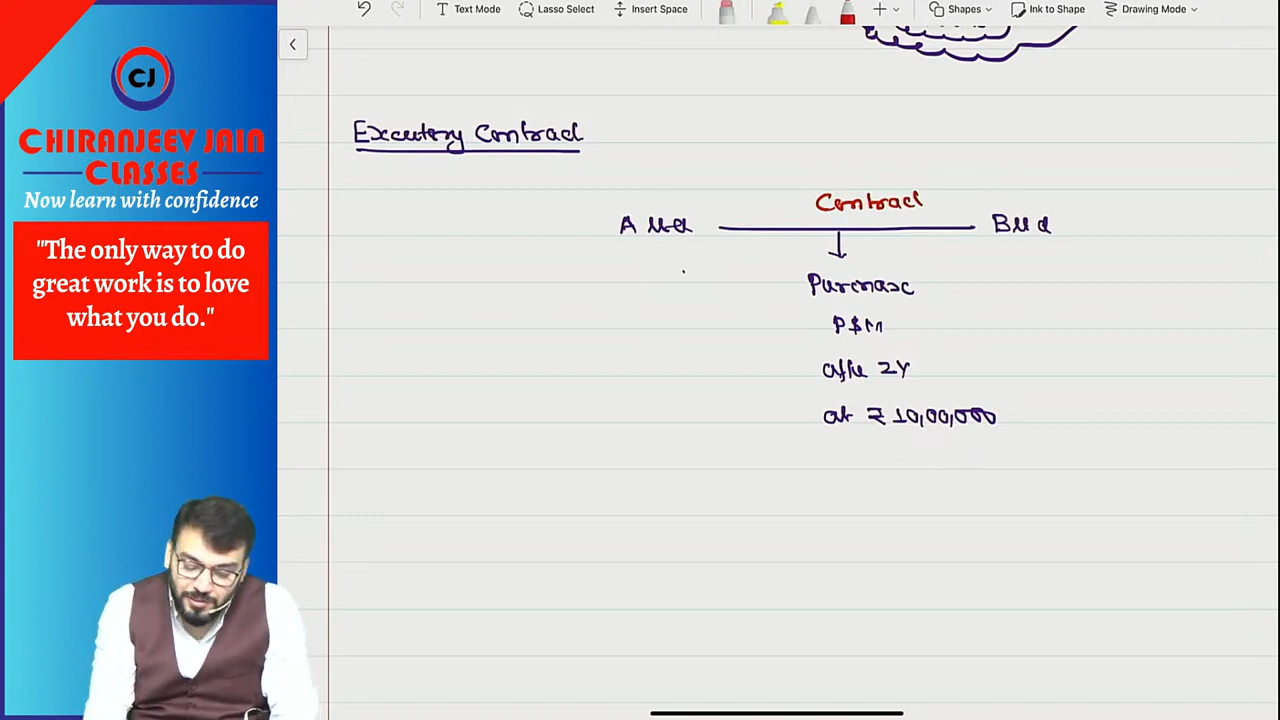 Text Mode
Lasso Select
Insert Space
Shapes
Ink to Shape
Drawing Mode
CJ
CHIRANJEEV JAIN
CLASSES
Now learn with confidence
"The only way to do
great work is to love
what you do."
Executory Contract
Contract
A Ltd
B Ltd
Purchase
P&M
after 2Y
at ₹ 10,00,000